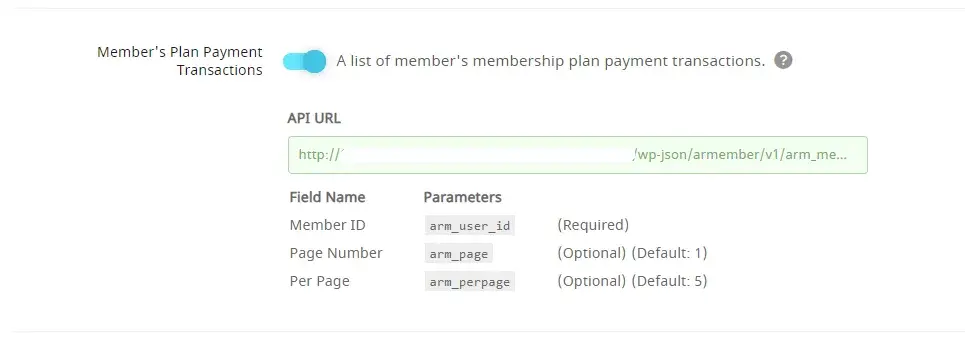 Member's Plan Payment
Transactions
A list of member's membership plan payment transactions. ?
API URL
http:// /wp-json/armember/v1/arm_me...
Field Name Parameters
Member ID arm_user_id (Required)
Page Number arm_page (Optional) (Default: 1)
Per Page arm_perpage (Optional) (Default: 5)